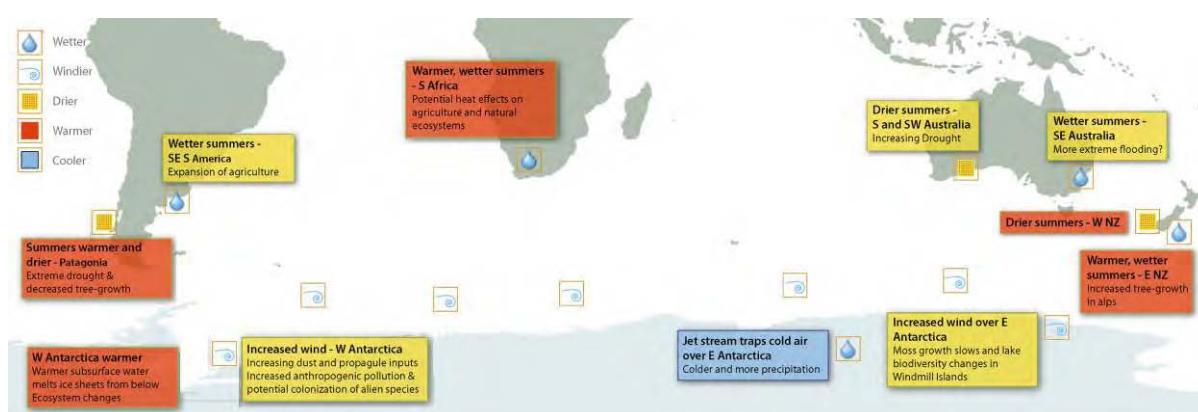 Wetter
Windier
Drier
Warmer
Cooler
Wetter summers -
SE S America
Expansion of agriculture
Warmer, wetter summers
- S Africa
Potential heat effects on
agriculture and natural
ecosystems
Drier summers -
S and SW Australia
Increasing Drought
Wetter summers -
SE Australia
More extreme flooding?
Summers warmer and
drier - Patagonia
Extreme drought &
decreased tree-growth
Drier summers - W NZ
Warmer, wetter
summers - E NZ
Increased tree-growth
in alps
W Antarctica warmer
Warmer subsurface water
melts ice sheets from below
Ecosystem changes
Increased wind - W Antarctica
Increasing dust and propagule inputs
Increased anthropogenic pollution &
potential colonization of alien species
Jet stream traps cold air
over E Antarctica
Colder and more precipitation
Increased wind over E
Antarctica
Moss growth slows and lake
biodiversity changes in
Windmill Islands